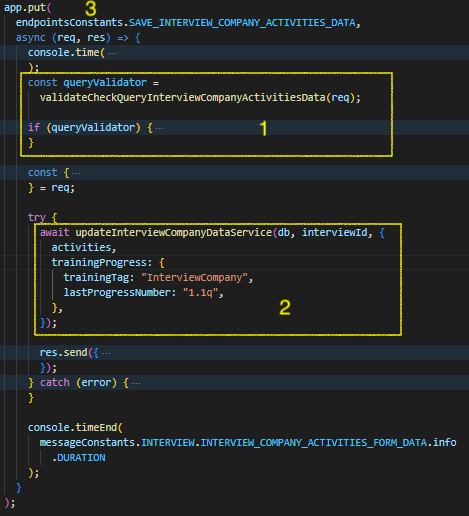 app.put( 3
endpointsConstants.SAVE_INTERVIEW_COMPANY_ACTIVITIES_DATA,
async (req, res) => {
console.time( ...
);
const queryValidator =
validateCheckQueryInterviewCompanyActivitiesData(req);
if (queryValidator) { ... 1
}
const { ...
} = req;
try {
await updateInterviewCompanyDataService(db, interviewId, {
activities,
trainingProgress: {
trainingTag: "InterviewCompany",
lastProgressNumber: "1.1q",
},
2
});
res.send({ ...
});
} catch (error) { ...
}
console.timeEnd(
messageConstants.INTERVIEW.INTERVIEW_COMPANY_ACTIVITIES_FORM_DATA.info
.DURATION
);
}
);